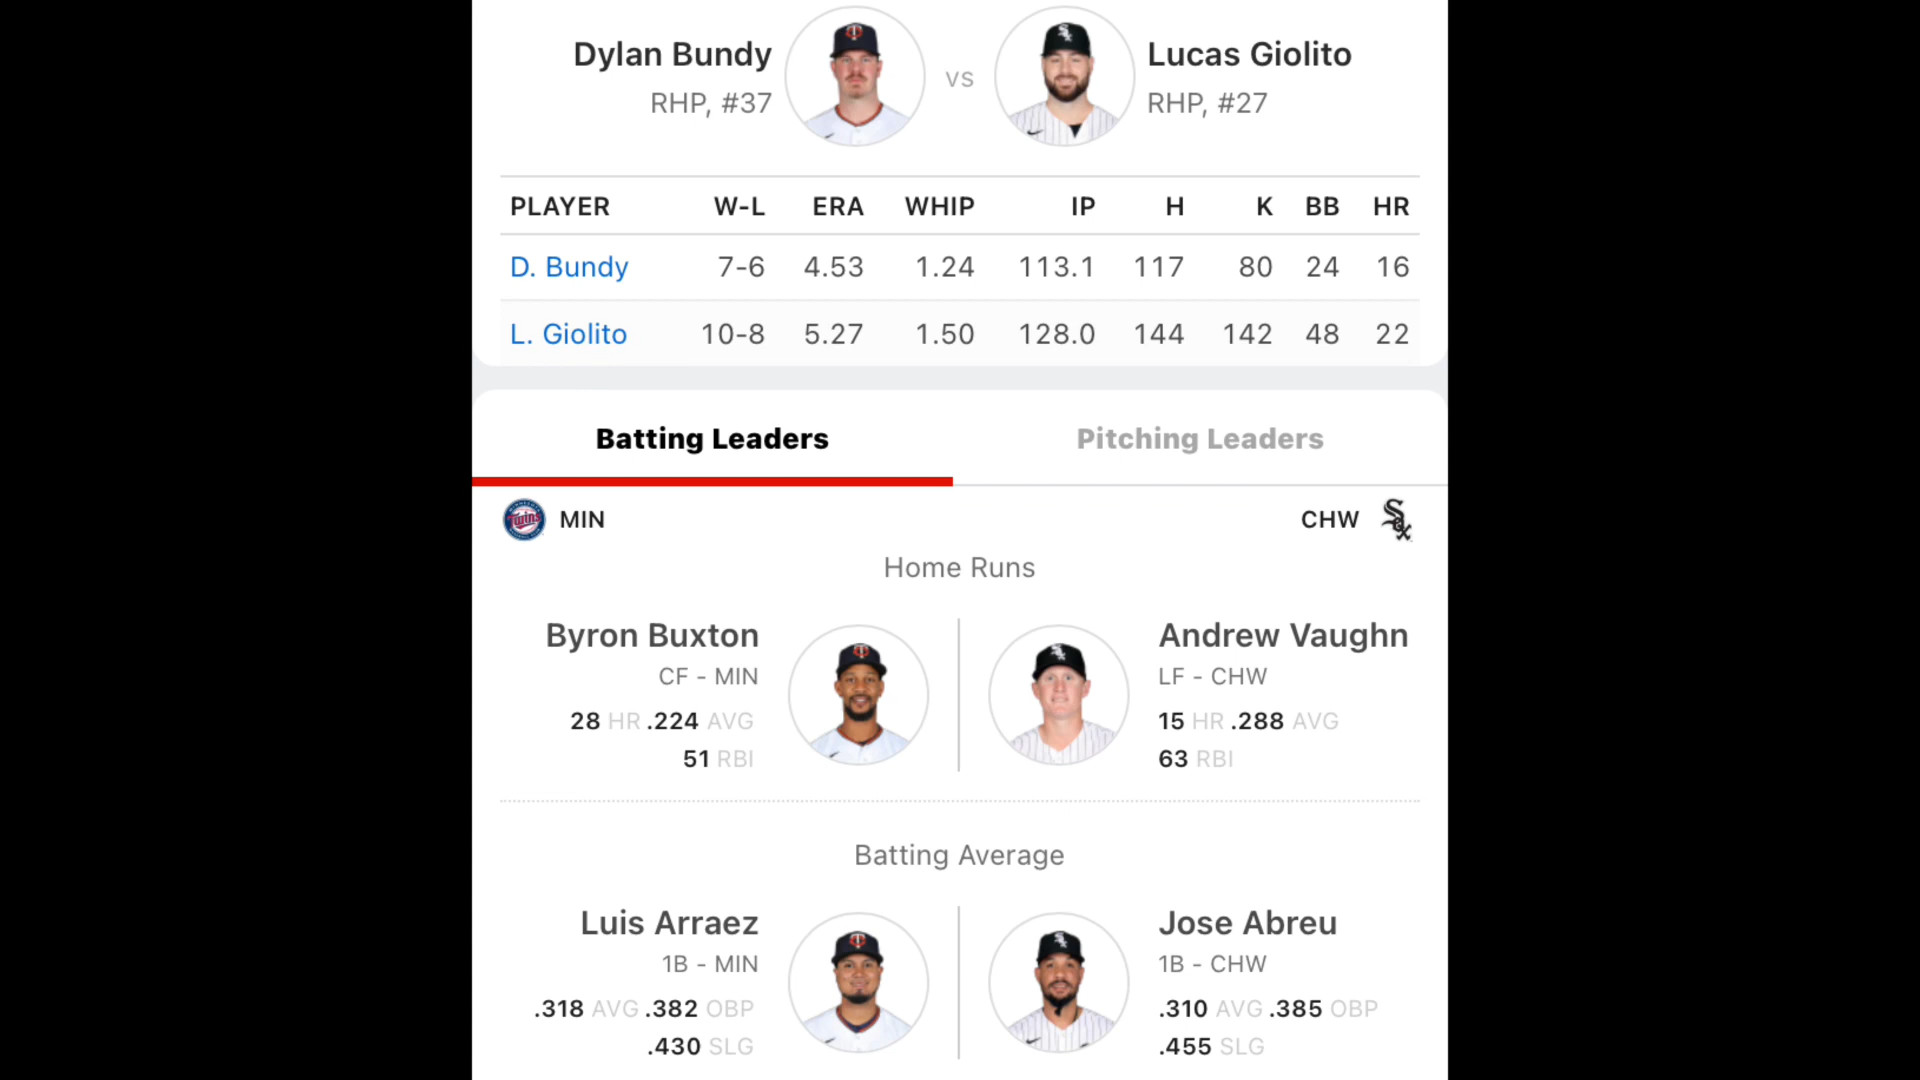 Dylan Bundy
RHP, #37
VS
Lucas Giolito
RHP, #27
PLAYER W-L ERA WHIP IP H K BB HR
D. Bundy 7-6 4.53 1.24 113.1 117 80 24 16
L. Giolito 10-8 5.27 1.50 128.0 144 142 48 22
Batting Leaders Pitching Leaders
Twins MIN CHW Sox
Home Runs
Byron Buxton
CF - MIN
28 HR .224 AVG
51 RBI
Andrew Vaughn
LF - CHW
15 HR .288 AVG
63 RBI
Batting Average
Luis Arraez
1B - MIN
.318 AVG .382 OBP
.430 SLG
Jose Abreu
1B - CHW
.310 AVG .385 OBP
.455 SLG